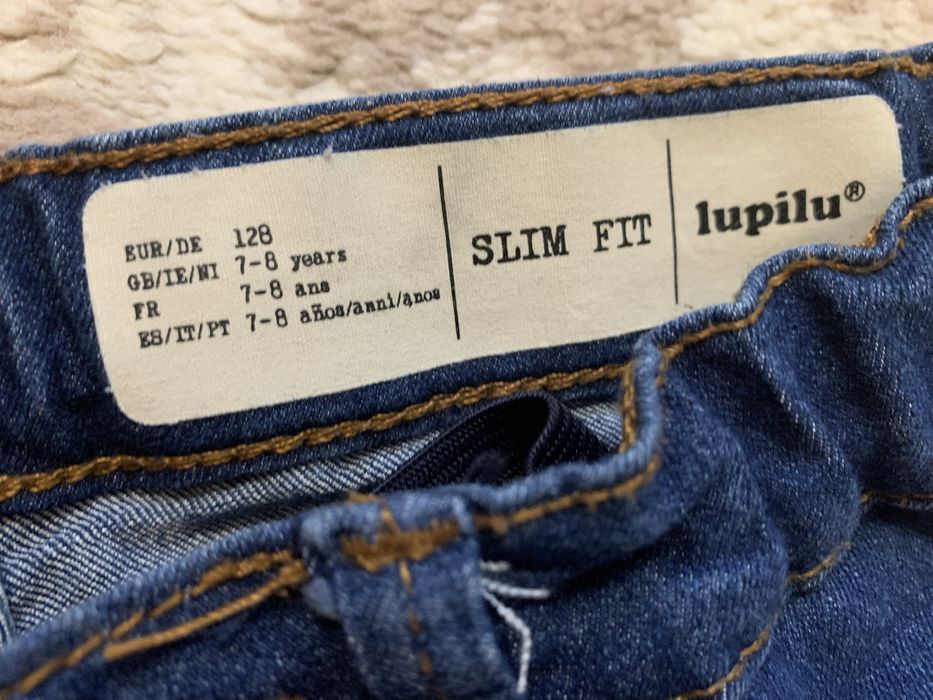 EUR/DE 128
GB/IE/NI 7-8 years
FR 7-8 ans
ES/IT/PT 7-8 años/anni/anos
SLIM FIT
lupilu®